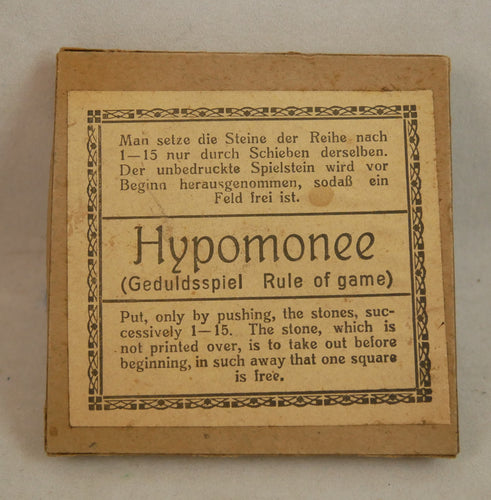 Man setze die Steine der Reihe nach
1—15 nur durch Schieben derselben.
Der unbedruckte Spielstein wird vor
Beginn herausgenommen, sodaß ein
Feld frei ist.
Hypomonee
(Geduldsspiel Rule of game)
Put, only by pushing, the stones, suc-
cessively 1—15. The stone, which is
not printed over, is to take out before
beginning, in such away that one square
is free.